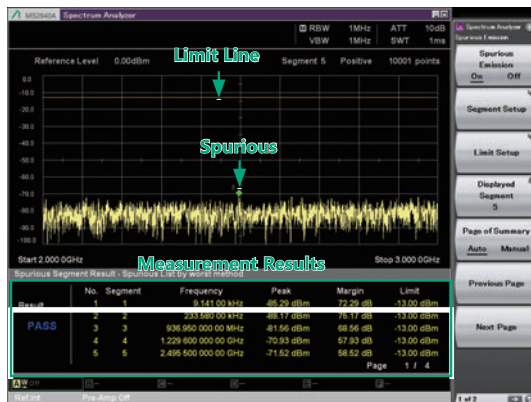 MS2840A Spectrum Analyzer
RBW 1MHz ATT 10dB
VBW 1MHz SWT 1ms
Reference Level 0.00dBm Segment 5 Positive 10001 points
Limit Line
0.0
-10.0
-20.0
-30.0
-40.0
-50.0
Spurious
-60.0
-70.0
-80.0
-90.0
-100.0
Start 2.000 0GHz Stop 3.000 0GHz
Measurement Results
Spurious Segment Result - Spurious List by worst method
No. Segment Frequency Peak Margin Limit
Result 1 1 9.141 00 kHz -85.29 dBm 72.29 dB -13.00 dBm
2 2 233.580 00 kHz -88.17 dBm 75.17 dB -13.00 dBm
PASS 3 3 936.950 000 00 MHz -81.56 dBm 68.56 dB -13.00 dBm
4 4 1.229 600 000 00 GHz -70.93 dBm 57.93 dB -13.00 dBm
5 5 2.495 500 000 00 GHz -71.52 dBm 58.52 dB -13.00 dBm
Page 1 / 4
Off
Ref.Int Pre-Amp Off
Spectrum Analyzer
Spurious Emission
Spurious
Emission
On Off
Segment Setup
Limit Setup
Displayed
Segment
5
Page of Summary
Auto Manual
Previous Page
Next Page
1 of 2